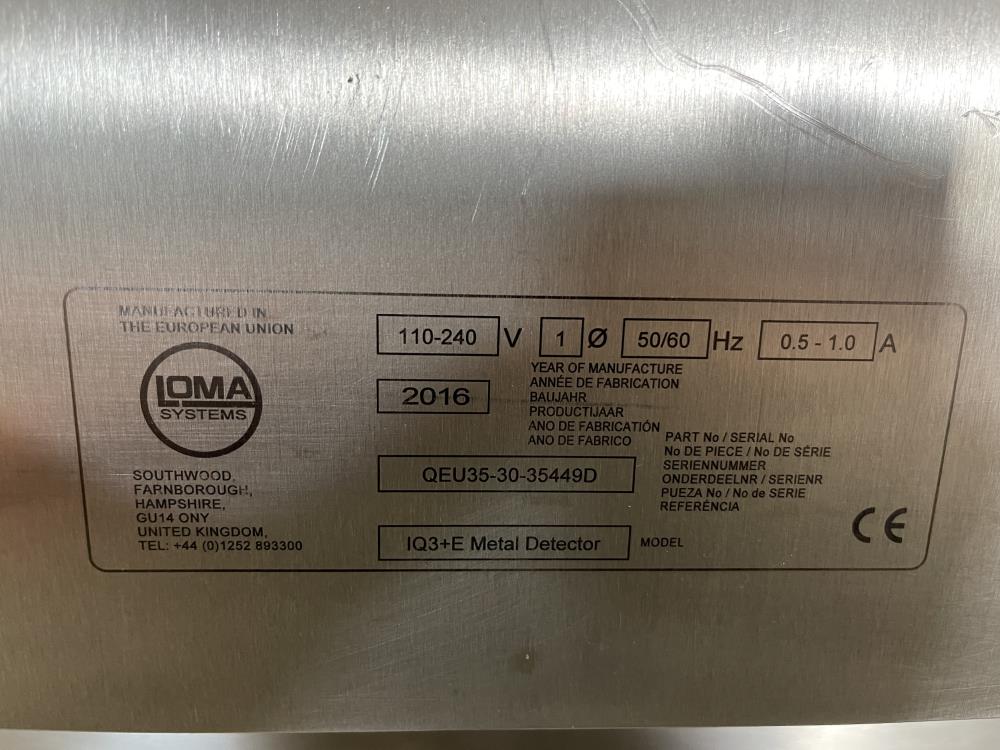 MANUFACTURED IN
THE EUROPEAN UNION
LOMA
SYSTEMS
SOUTHWOOD,
FARNBOROUGH,
HAMPSHIRE,
GU14 ONY
UNITED KINGDOM,
TEL: +44 (0)1252 893300
110-240 V 1 Ø 50/60 Hz 0.5 - 1.0 A
2016
YEAR OF MANUFACTURE
ANNÉE DE FABRICATION
BAUJAHR
PRODUCTIJAAR
ANO DE FABRICATIÓN
ANO DE FABRICO
QEU35-30-35449D
PART No / SERIAL No
No DE PIECE / No DE SÉRIE
SERIENNUMMER
ONDERDEELNR / SERIENR
PUEZA No / No de SERIE
REFERÊNCIA
IQ3+E Metal Detector MODEL
CE